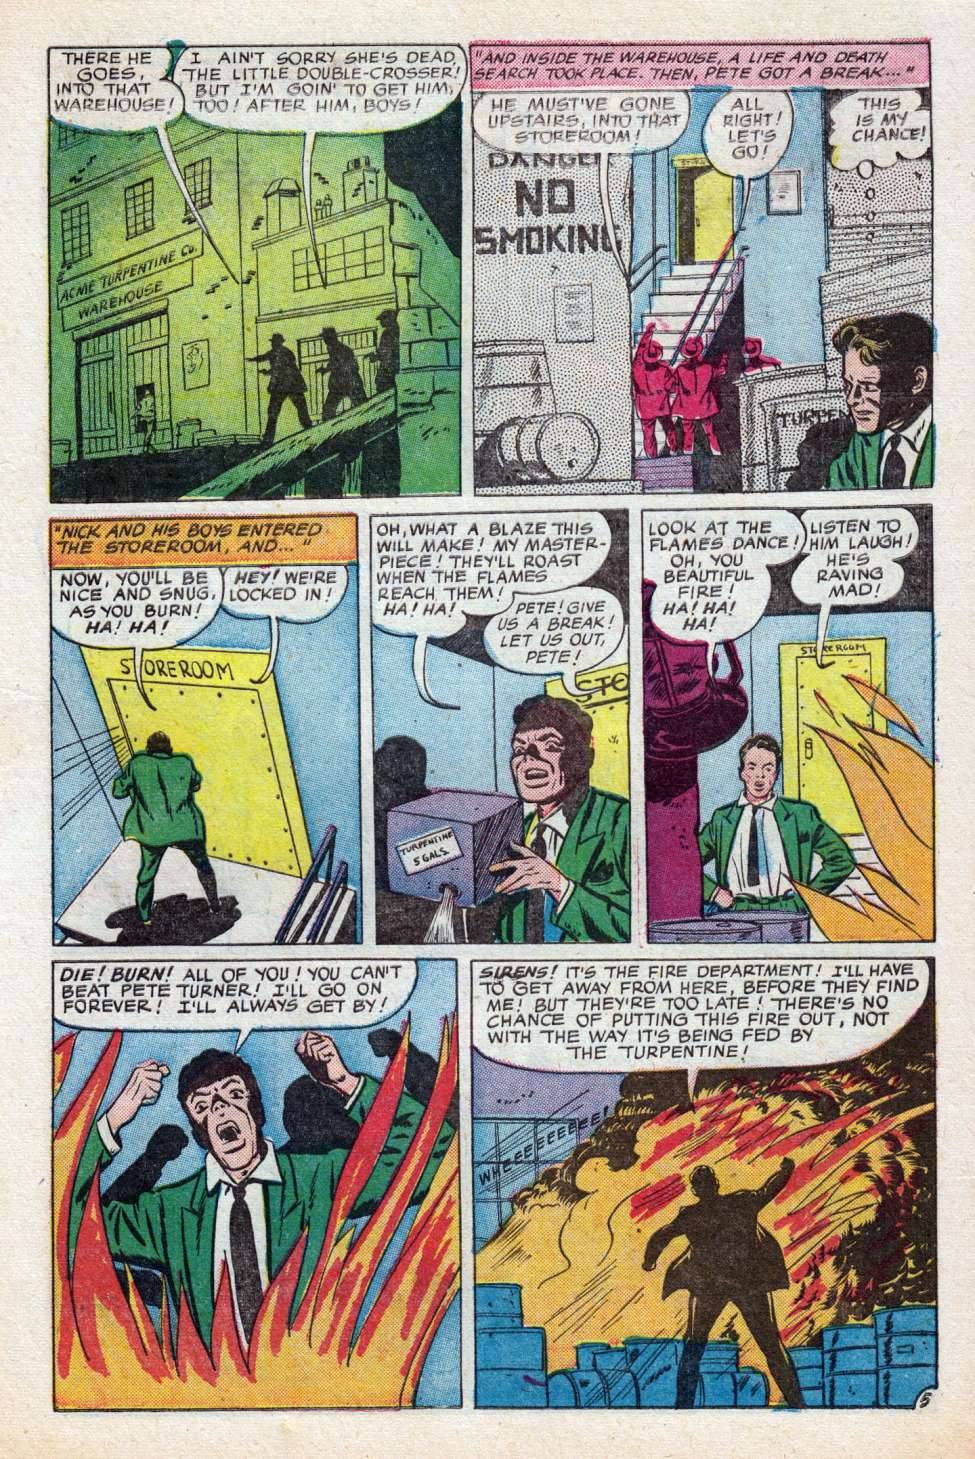 THERE HE
GOES,
INTO THAT
WAREHOUSE!
I AIN'T SORRY SHE'S DEAD,
THE LITTLE DOUBLE-CROSSER!
BUT I'M GOIN' TO GET HIM,
TOO! AFTER HIM, BOYS!
ACME TURPENTINE CO.
WAREHOUSE
"AND INSIDE THE WAREHOUSE, A LIFE AND DEATH
SEARCH TOOK PLACE. THEN, PETE GOT A BREAK..."
HE MUST'VE GONE
UPSTAIRS, INTO THAT
STOREROOM!
ALL
RIGHT!
LET'S
GO!
THIS
IS MY
CHANCE!
DANGER
NO
SMOKING
TURPE
"NICK AND HIS BOYS ENTERED
THE STOREROOM, AND..."
NOW, YOU'LL BE
NICE AND SNUG,
AS YOU BURN!
HA! HA!
HEY! WE'RE
LOCKED IN!
STOREROOM
OH, WHAT A BLAZE THIS
WILL MAKE! MY MASTER-
PIECE! THEY'LL ROAST
WHEN THE FLAMES
REACH THEM!
HA! HA!
PETE! GIVE
US A BREAK!
LET US OUT,
PETE!
STO
TURPENTINE
5 GALS.
LOOK AT THE
FLAMES DANCE!
OH, YOU
BEAUTIFUL
FIRE!
HA! HA!
HA!
LISTEN TO
HIM LAUGH!
HE'S
RAVING
MAD!
STOREROOM
DIE! BURN! ALL OF YOU! YOU CAN'T
BEAT PETE TURNER! I'LL GO ON
FOREVER! I'LL ALWAYS GET BY!
SIRENS! IT'S THE FIRE DEPARTMENT! I'LL HAVE
TO GET AWAY FROM HERE, BEFORE THEY FIND
ME! BUT THEY'RE TOO LATE! THERE'S NO
CHANCE OF PUTTING THIS FIRE OUT, NOT
WITH THE WAY IT'S BEING FED BY
THE TURPENTINE!
WHEEEEEEEEEE!
5